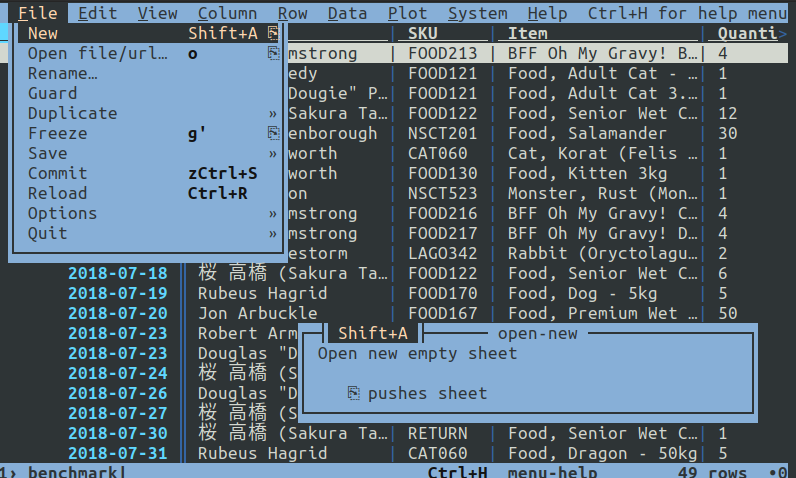 File Edit View Column Row Data Plot System Help Ctrl+H for help menu
New Shift+A ⎘ SKU Item Quanti>
Open file/url… o ⎘ mstrong FOOD213 BFF Oh My Gravy! B… 4
Rename… edy FOOD121 Food, Adult Cat - … 1
Guard Dougie" P… FOOD121 Food, Adult Cat 3.… 1
Duplicate » Sakura Ta… FOOD122 Food, Senior Wet C… 12
Freeze g' ⎘ enborough NSCT201 Food, Salamander 30
Save » worth CAT060 Cat, Korat (Felis … 1
Commit zCtrl+S worth FOOD130 Food, Kitten 3kg 1
Reload Ctrl+R on NSCT523 Monster, Rust (Mon… 1
Options » mstrong FOOD216 BFF Oh My Gravy! C… 4
Quit » mstrong FOOD217 BFF Oh My Gravy! D… 4
estorm LAGO342 Rabbit (Oryctolagu… 2
2018-07-18 桜 高橋 (Sakura Ta… FOOD122 Food, Senior Wet C… 6
2018-07-19 Rubeus Hagrid FOOD170 Food, Dog - 5kg 5
2018-07-20 Jon Arbuckle FOOD167 Food, Premium Wet … 50
2018-07-23 Robert Arm Shift+A open-new
2018-07-23 Douglas "D Open new empty sheet
2018-07-24 桜 高橋 (S
2018-07-26 Douglas "D ⎘ pushes sheet
2018-07-27 桜 高橋 (S
2018-07-30 桜 高橋 (Sakura Ta… RETURN Food, Senior Wet C… 1
2018-07-31 Rubeus Hagrid CAT060 Food, Dragon - 50kg 5
1› benchmark| Ctrl+H menu-help 49 rows •0